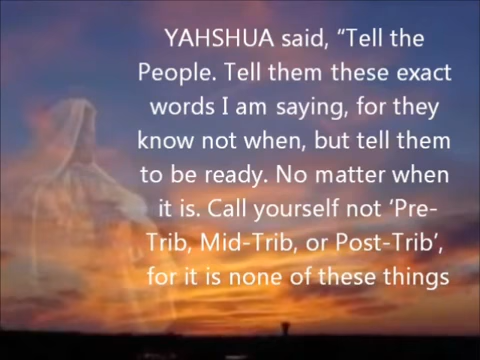 YAHSHUA said, “Tell the
People. Tell them these exact
words I am saying, for they
know not when, but tell them
to be ready. No matter when
it is. Call yourself not ‘Pre-
Trib, Mid-Trib, or Post-Trib’,
for it is none of these things